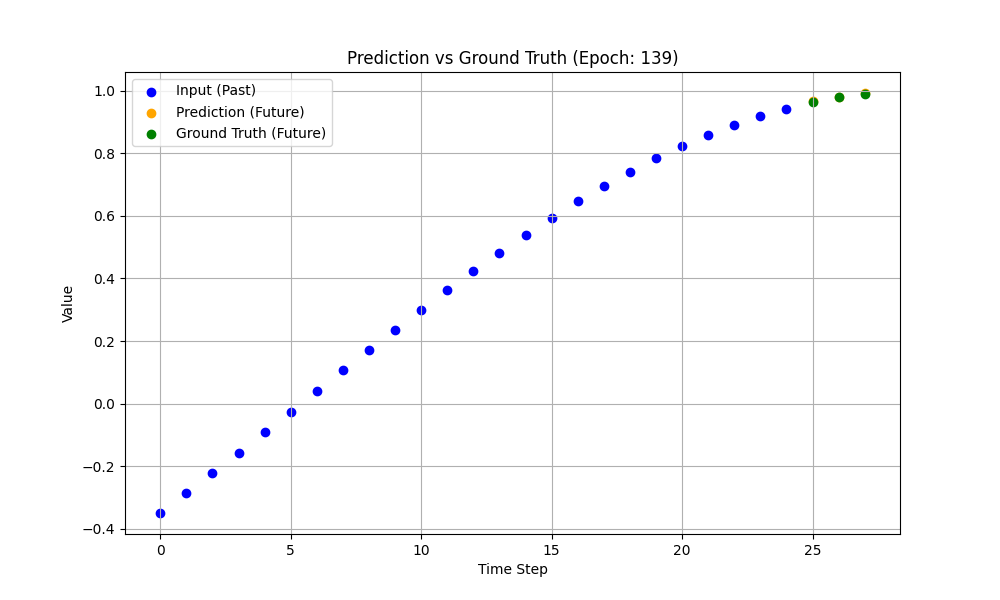 Prediction vs Ground Truth (Epoch: 139)
Input (Past)
Prediction (Future)
Ground Truth (Future)
Value
1.0
0.8
0.6
0.4
0.2
0.0
−0.2
−0.4
0 5 10 15 20 25
Time Step